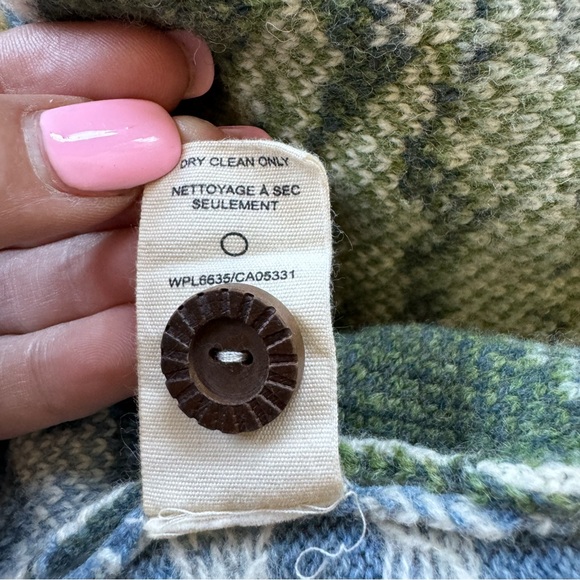 DRY CLEAN ONLY
NETTOYAGE À SEC
SEULEMENT
WPL6635/CA05331